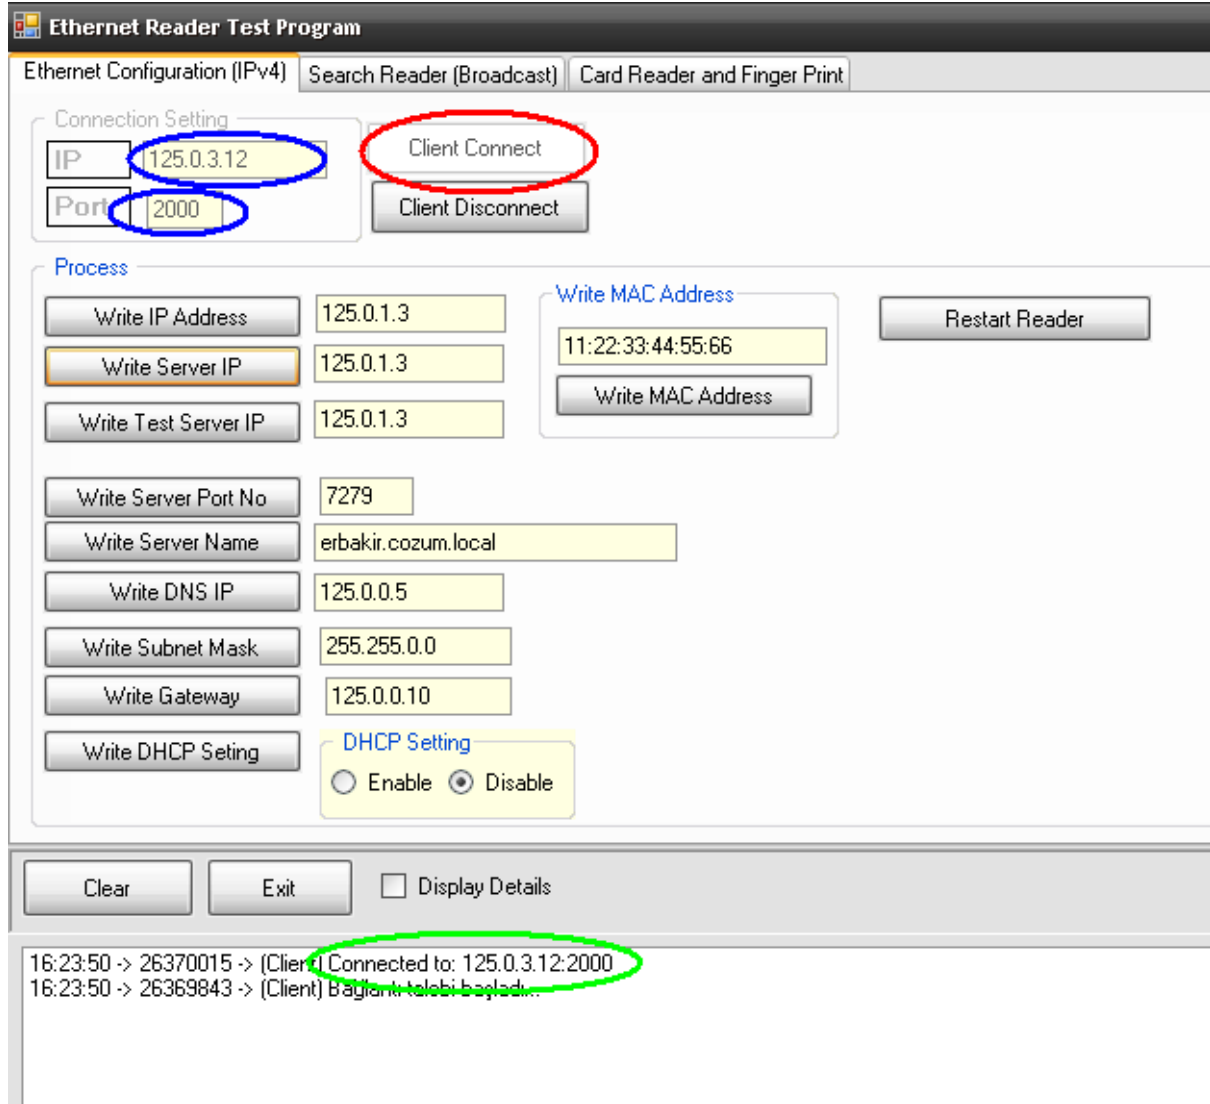 Ethernet Reader Test Program
Ethernet Configuration (IPv4) Search Reader (Broadcast) Card Reader and Finger Print
Connection Setting
IP 125.0.3.12 Client Connect
Port 2000 Client Disconnect
Process
Write IP Address 125.0.1.3 Write MAC Address Restart Reader
Write Server IP 125.0.1.3 11:22:33:44:55:66
Write Test Server IP 125.0.1.3 Write MAC Address
Write Server Port No 7279
Write Server Name erbakir.cozum.local
Write DNS IP 125.0.0.5
Write Subnet Mask 255.255.0.0
Write Gateway 125.0.0.10
Write DHCP Seting DHCP Setting
Enable Disable
Clear Exit Display Details
16:23:50 -> 26370015 -> (Client) Connected to: 125.0.3.12:2000
16:23:50 -> 26369843 -> (Client) Bağlantı talebi başladı...